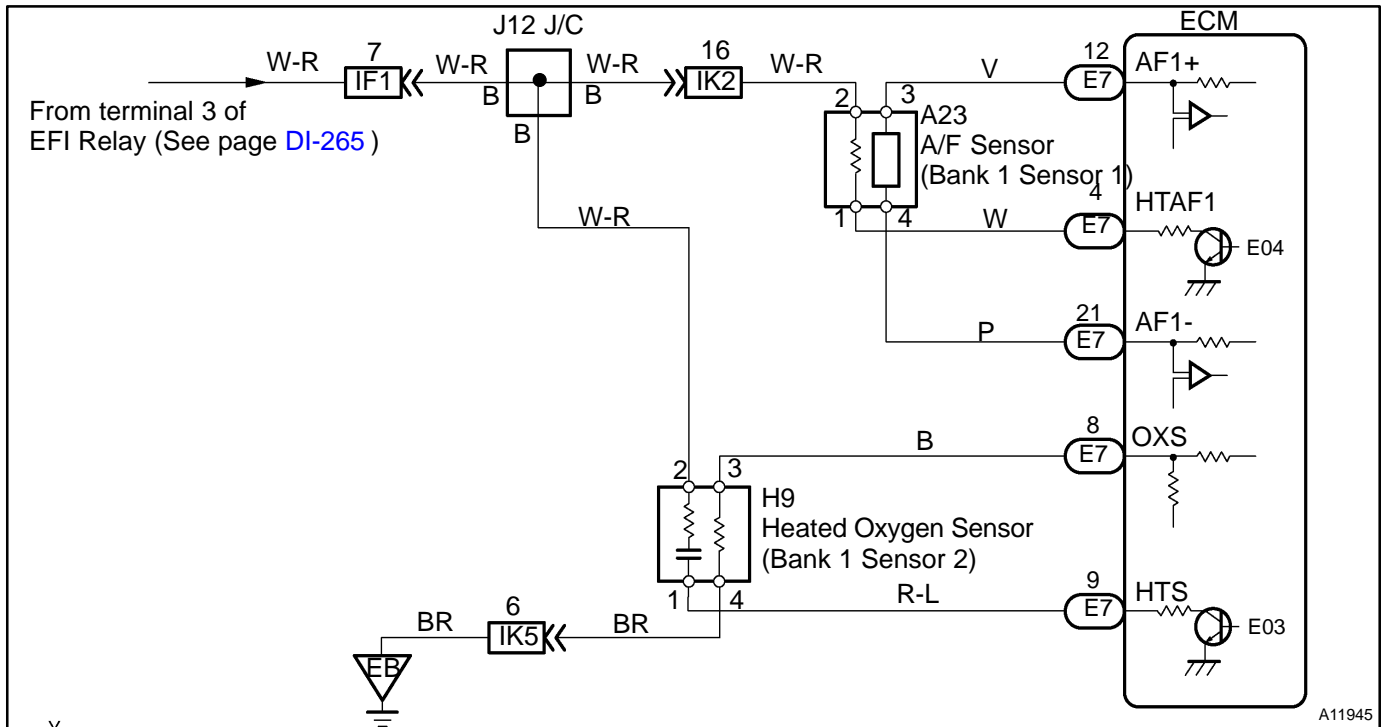 ECM
J12 J/C
7
16
12
W-R
W-R
W-R
W-R
V
AF1+
IF1
IK2
E7
B
B
2
3
From terminal 3 of
EFI Relay (See page DI-265 )
B
A23
A/F Sensor
(Bank 1 Sensor 1)
4
HTAF1
W-R
1
4
W
E7
E04
21
AF1-
P
E7
8
OXS
B
E7
2
3
H9
Heated Oxygen Sensor
(Bank 1 Sensor 2)
9
HTS
1
4
R-L
E7
6
E03
BR
IK5
BR
EB
A11945